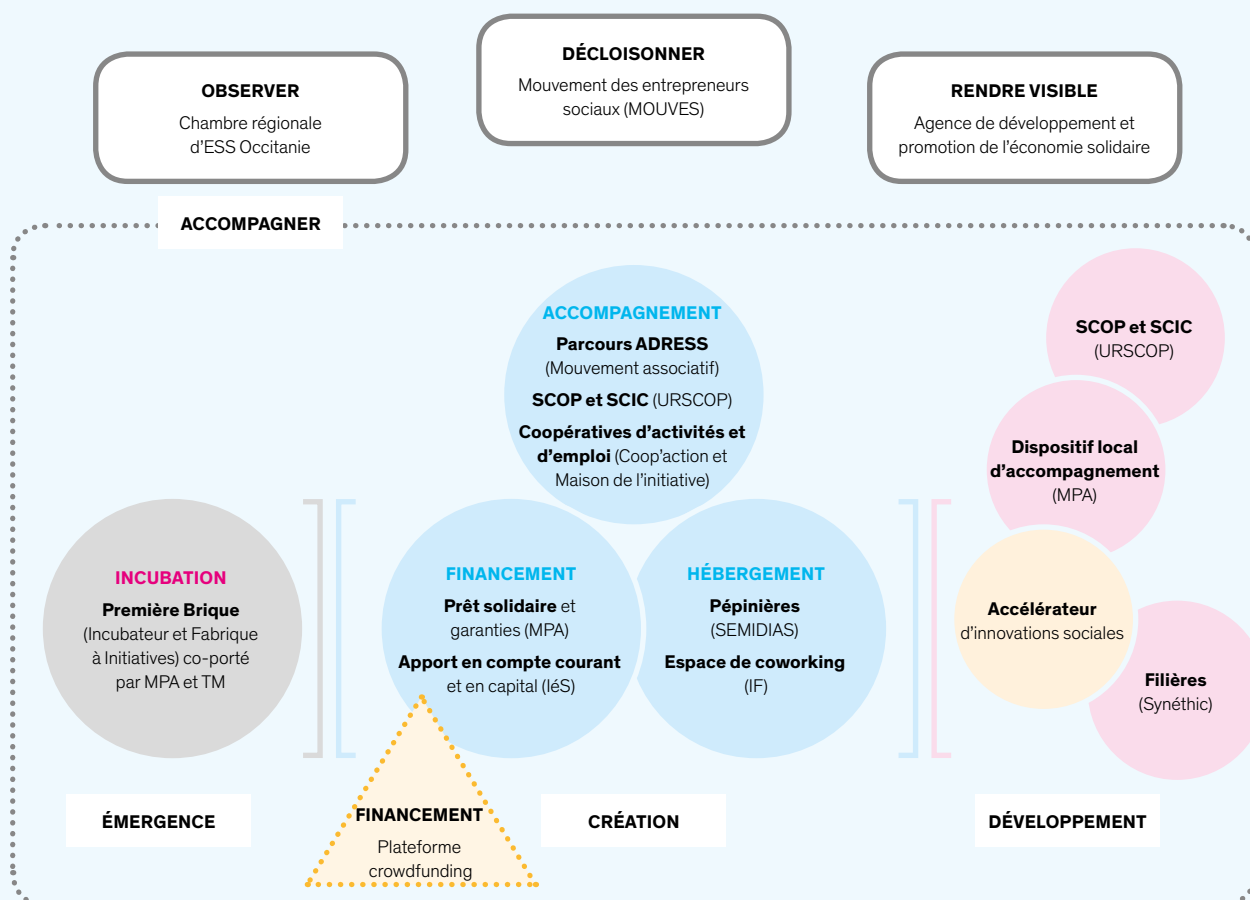 OBSERVER
Chambre régionale
d'ESS Occitanie
DÉCLOISONNER
Mouvement des entrepreneurs
sociaux (MOUVES)
RENDRE VISIBLE
Agence de développement et
promotion de l'économie solidaire
ACCOMPAGNER
INCUBATION
Première Brique
(Incubateur et Fabrique
à Initiatives) co-porté
par MPA et TM
ÉMERGENCE
ACCOMPAGNEMENT
Parcours ADRESS
(Mouvement associatif)
SCOP et SCIC (URSCOP)
Coopératives d'activités et
d'emploi (Coop'action et
Maison de l'initiative)
FINANCEMENT
Prêt solidaire et
garanties (MPA)
Apport en compte courant
et en capital (IéS)
HÉBERGEMENT
Pépinières
(SEMIDIAS)
Espace de coworking
(IF)
FINANCEMENT
Plateforme
crowdfunding
CRÉATION
SCOP et SCIC
(URSCOP)
Dispositif local
d'accompagnement
(MPA)
Accélérateur
d'innovations sociales
Filières
(Synéthic)
DÉVELOPPEMENT